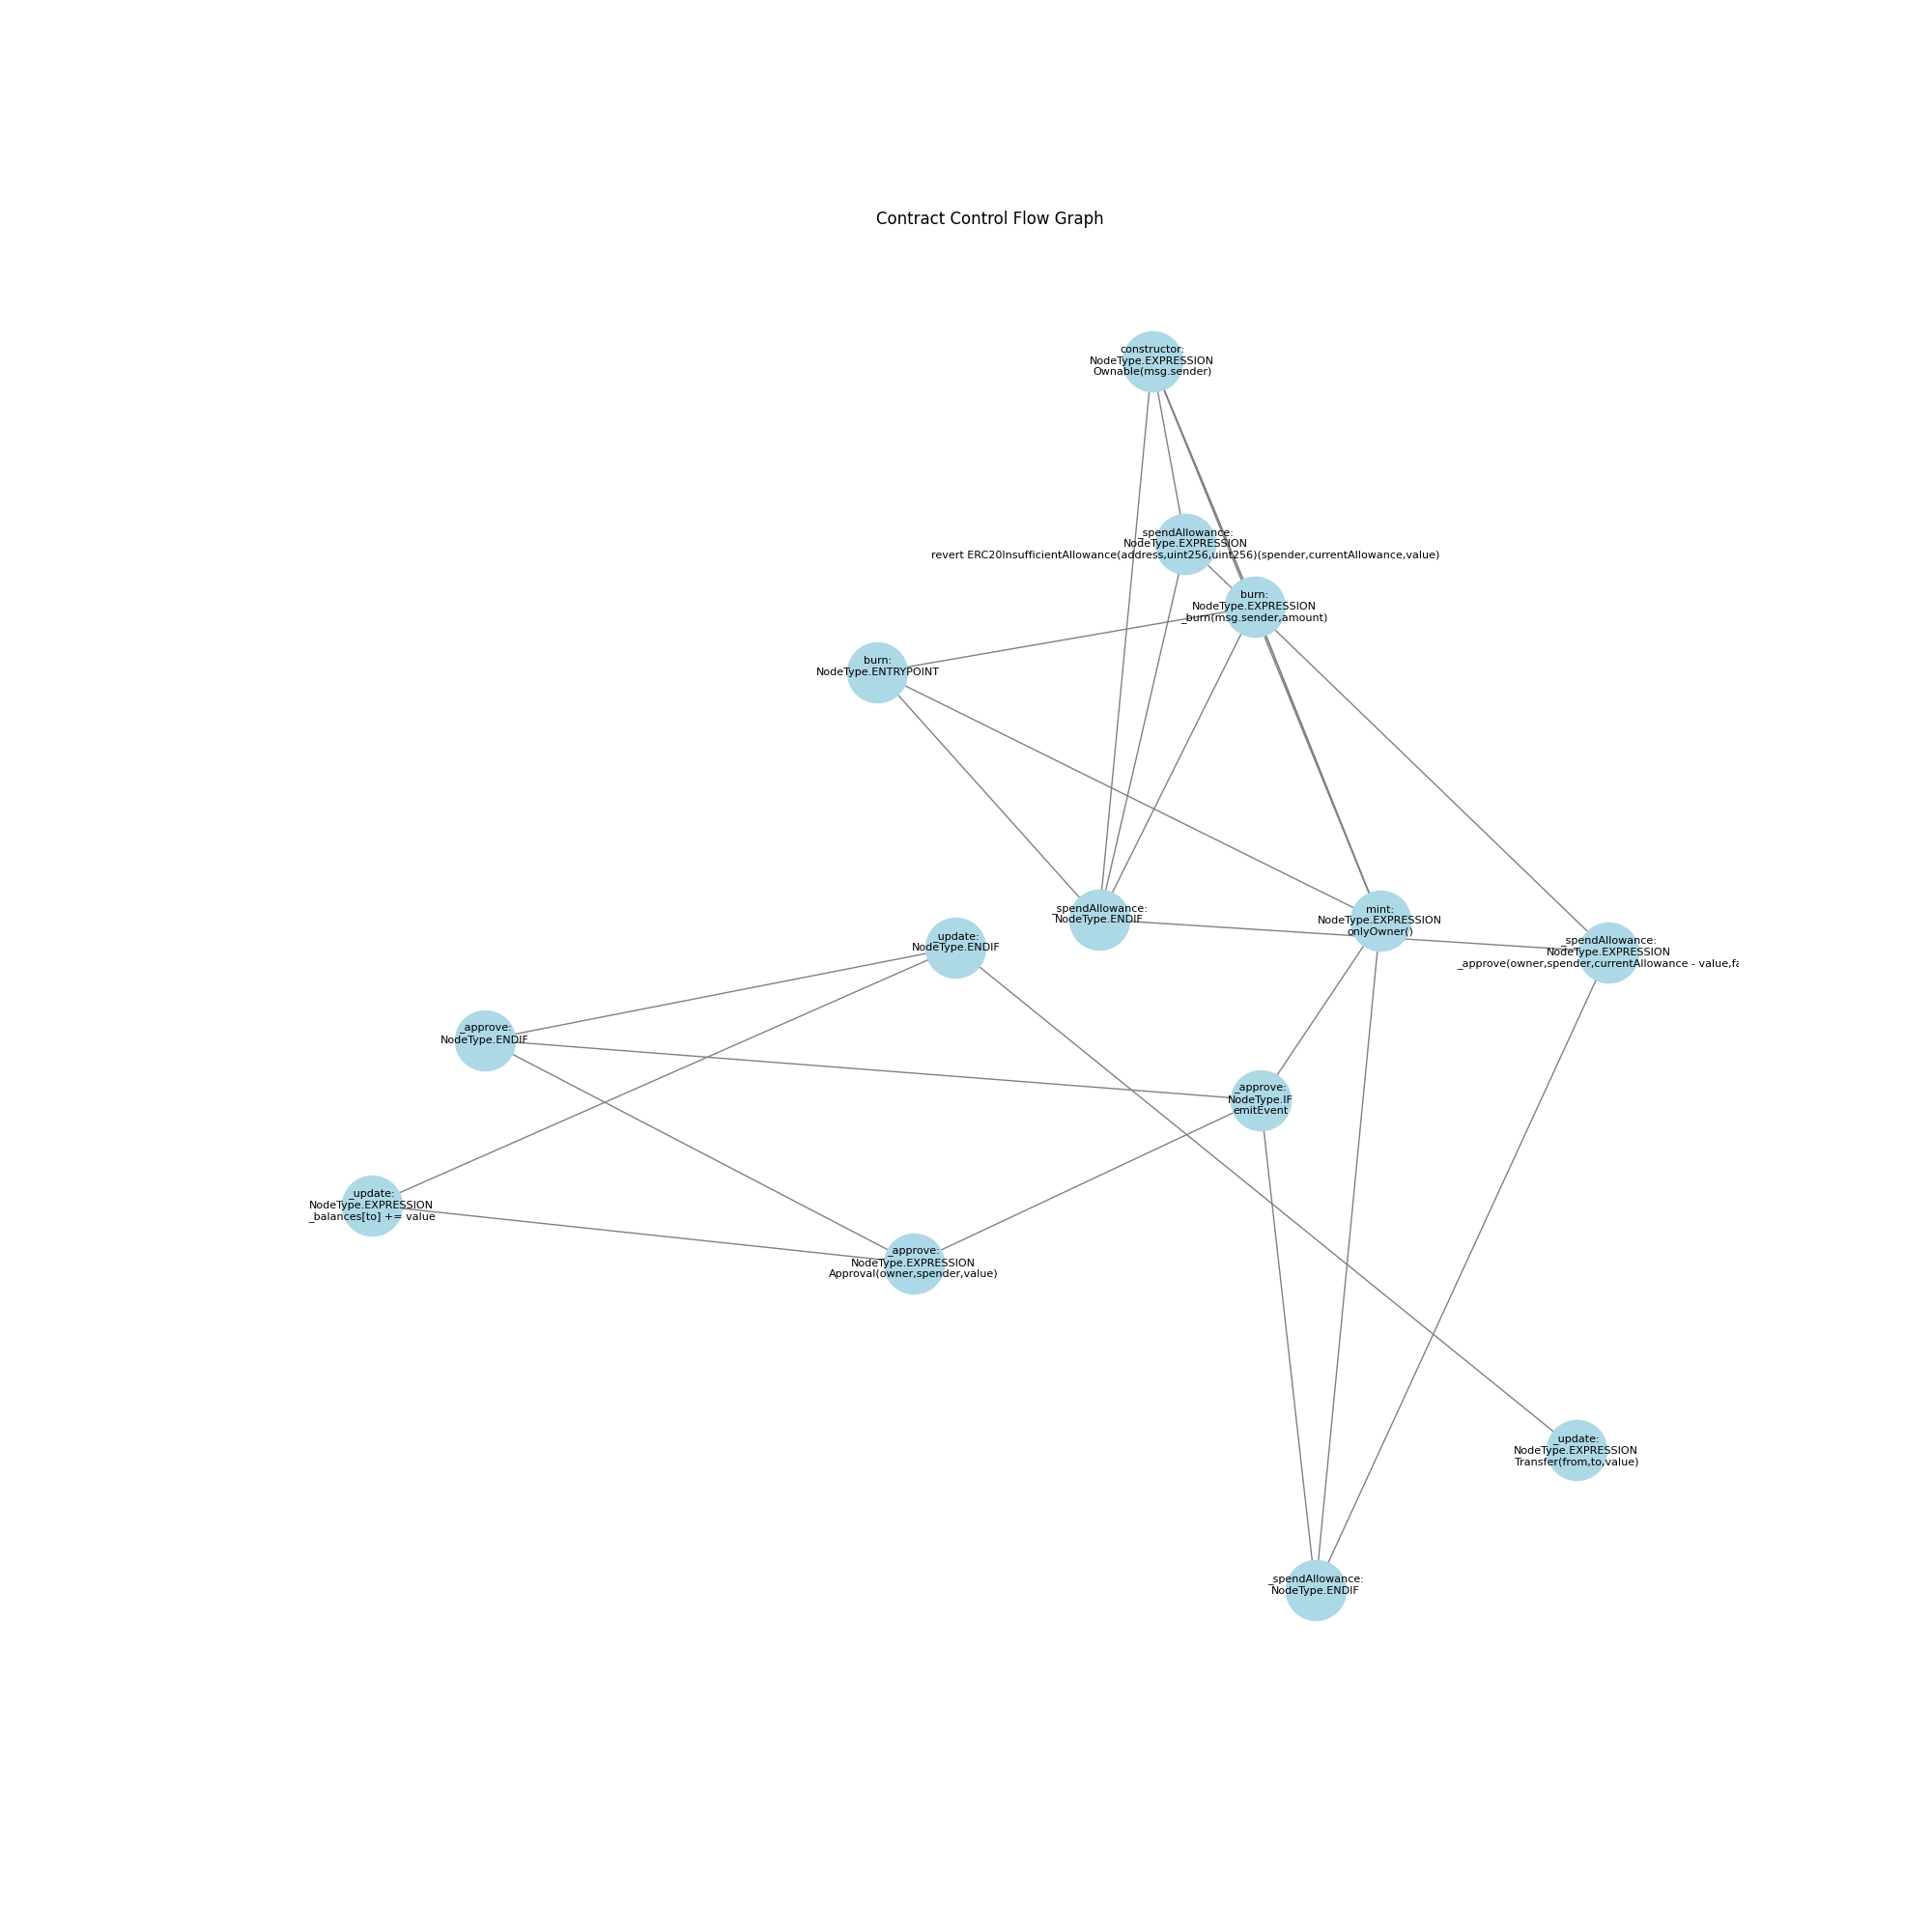 Contract Control Flow Graph
constructor:
NodeType.EXPRESSION
Ownable(msg.sender)
_spendAllowance:
NodeType.EXPRESSION
revert ERC20InsufficientAllowance(address,uint256,uint256)(spender,currentAllowance,value)
burn:
NodeType.EXPRESSION
_burn(msg.sender,amount)
burn:
NodeType.ENTRYPOINT
_spendAllowance:
NodeType.ENDIF
mint:
NodeType.EXPRESSION
onlyOwner()
_update:
NodeType.ENDIF
_spendAllowance:
NodeType.EXPRESSION
_approve(owner,spender,currentAllowance - value,fa
_approve:
NodeType.ENDIF
_approve:
NodeType.IF
emitEvent
_update:
NodeType.EXPRESSION
_balances[to] += value
_approve:
NodeType.EXPRESSION
Approval(owner,spender,value)
_update:
NodeType.EXPRESSION
Transfer(from,to,value)
_spendAllowance:
NodeType.ENDIF